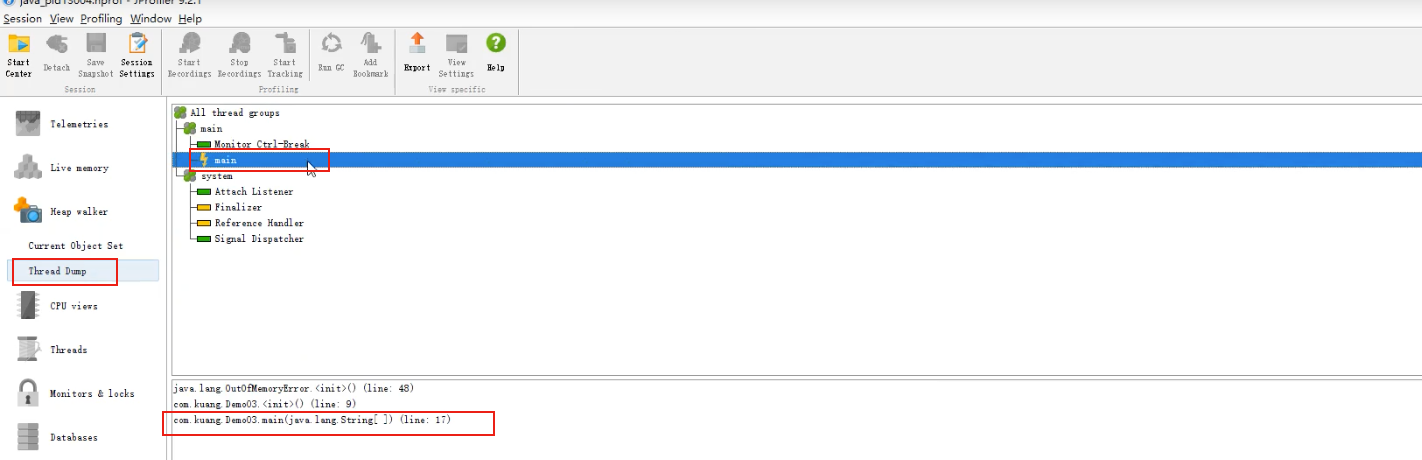 java_pid15004.hprof - JProfiler 9.2.1
Session View Profiling Window Help
Start Center
Detach
Save Snapshot
Session Settings
Start Recordings
Stop Recordings
Start Tracking
Run GC
Add Bookmark
Export
View Settings
Help
Session
Profiling
View specific
Telemetries
Live memory
Heap walker
Current Object Set
Thread Dump
CPU views
Threads
Monitors & locks
Databases
All thread groups
main
Monitor Ctrl-Break
main
system
Attach Listener
Finalizer
Reference Handler
Signal Dispatcher
java.lang.OutOfMemoryError.<init>() (line: 48)
com.kuang.Demo03.<init>() (line: 9)
com.kuang.Demo03.main(java.lang.String[ ]) (line: 17)